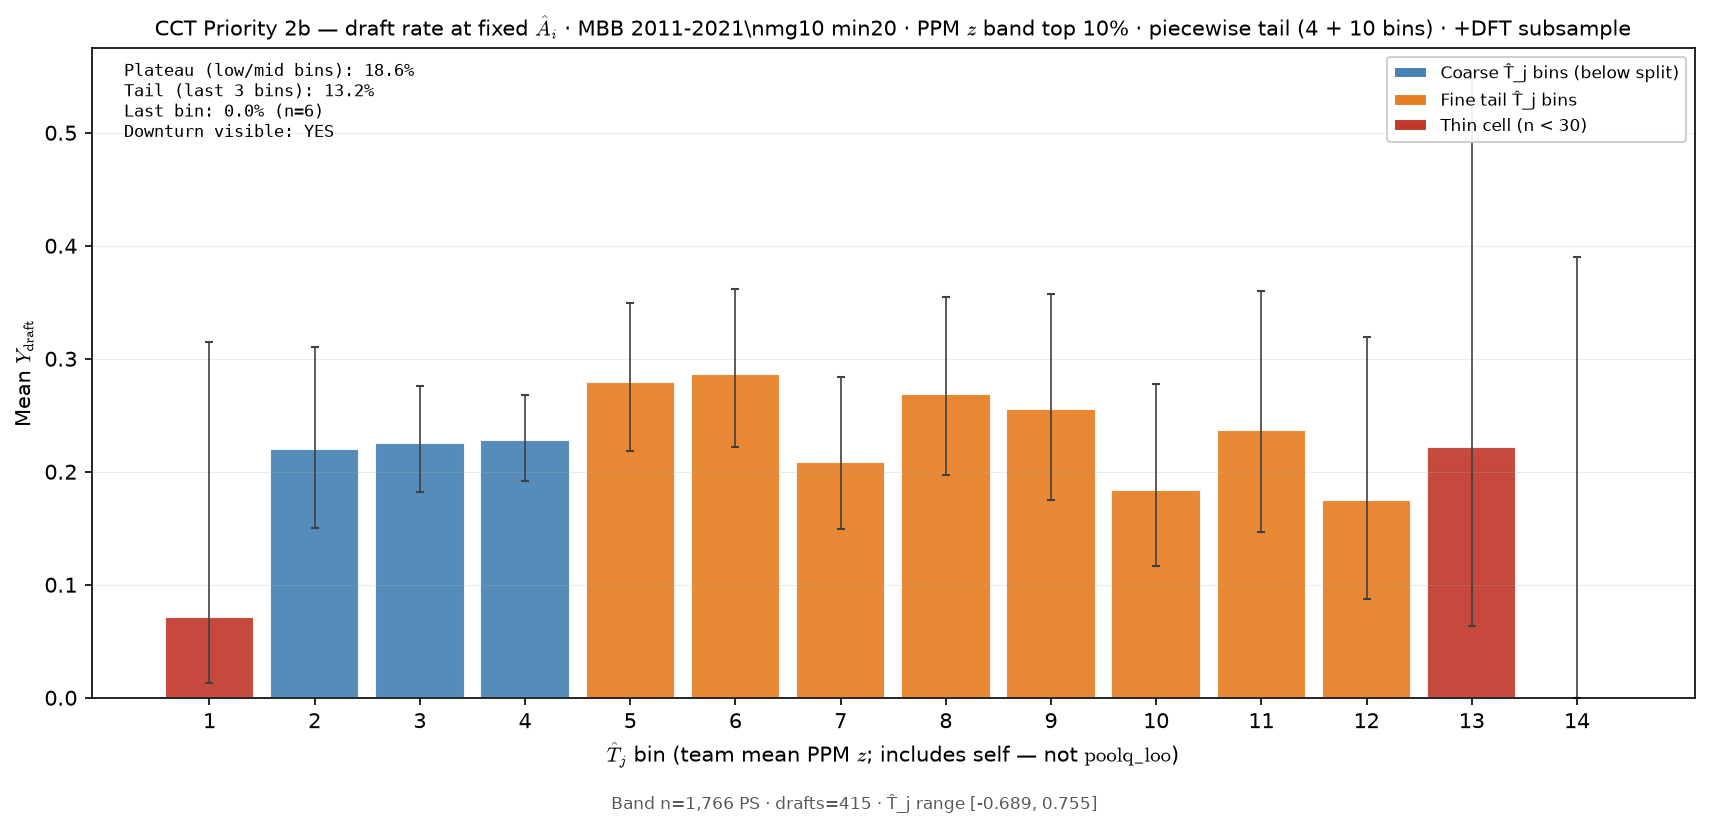 CCT Priority 2b — draft rate at fixed Â_i · MBB 2011-2021\nmg10 min20 · PPM z band top 10% · piecewise tail (4 + 10 bins) · +DFT subsample
Plateau (low/mid bins): 18.6%
Tail (last 3 bins): 13.2%
Last bin: 0.0% (n=6)
Downturn visible: YES
Coarse T̂_j bins (below split)
Fine tail T̂_j bins
Thin cell (n < 30)
Mean Y_draft
0.5
0.4
0.3
0.2
0.1
0.0
1 2 3 4 5 6 7 8 9 10 11 12 13 14
T̂_j bin (team mean PPM z; includes self — not poolq_loo)
Band n=1,766 PS · drafts=415 · T̂_j range [-0.689, 0.755]